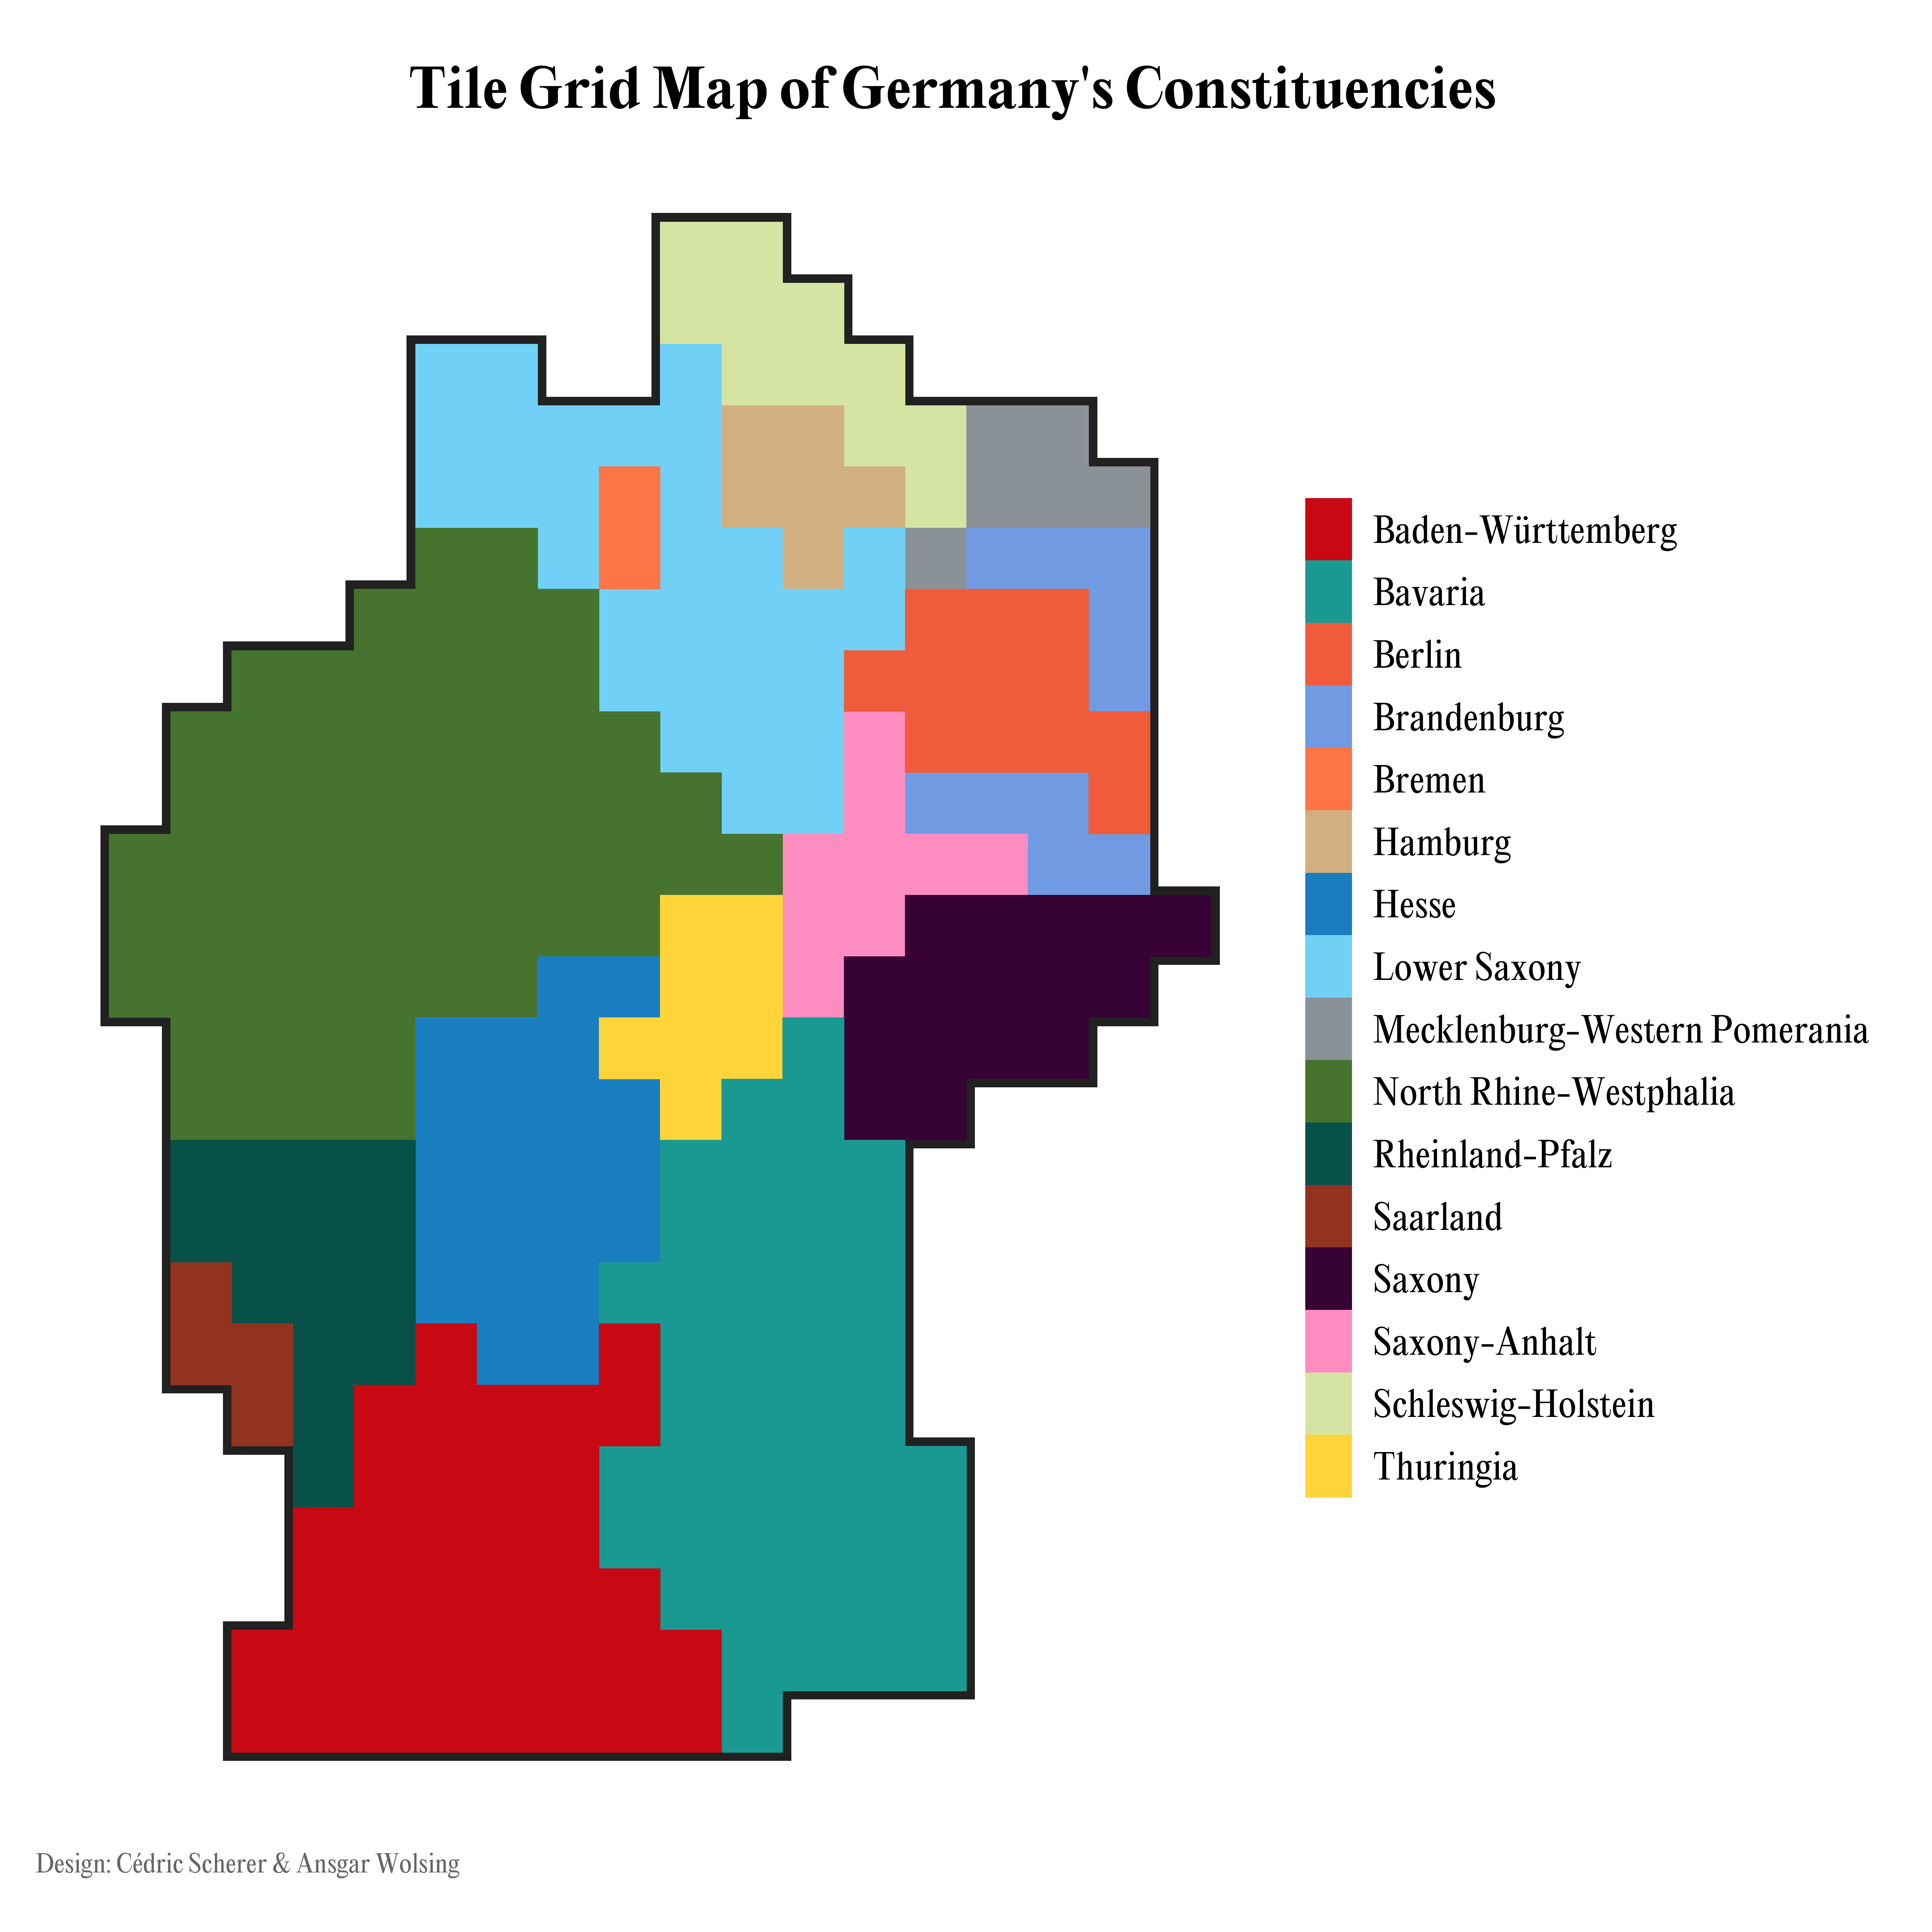 Tile Grid Map of Germany's Constituencies
Baden-Württemberg
Bavaria
Berlin
Brandenburg
Bremen
Hamburg
Hesse
Lower Saxony
Mecklenburg-Western Pomerania
North Rhine-Westphalia
Rheinland-Pfalz
Saarland
Saxony
Saxony-Anhalt
Schleswig-Holstein
Thuringia
Design: Cédric Scherer & Ansgar Wolsing